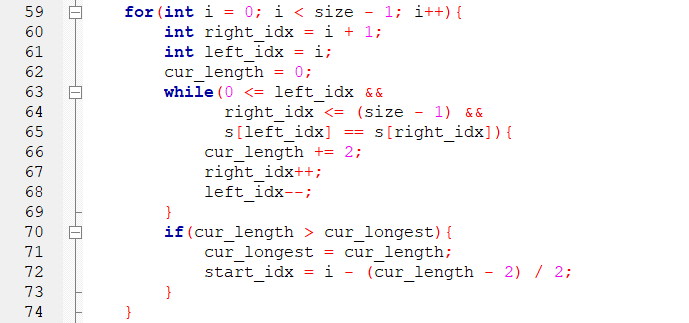 59 for(int i = 0; i < size - 1; i++){
60 int right_idx = i + 1;
61 int left_idx = i;
62 cur_length = 0;
63 while(0 <= left_idx &&
64 right_idx <= (size - 1) &&
65 s[left_idx] == s[right_idx]){
66 cur_length += 2;
67 right_idx++;
68 left_idx--;
69 }
70 if(cur_length > cur_longest){
71 cur_longest = cur_length;
72 start_idx = i - (cur_length - 2) / 2;
73 }
74 }